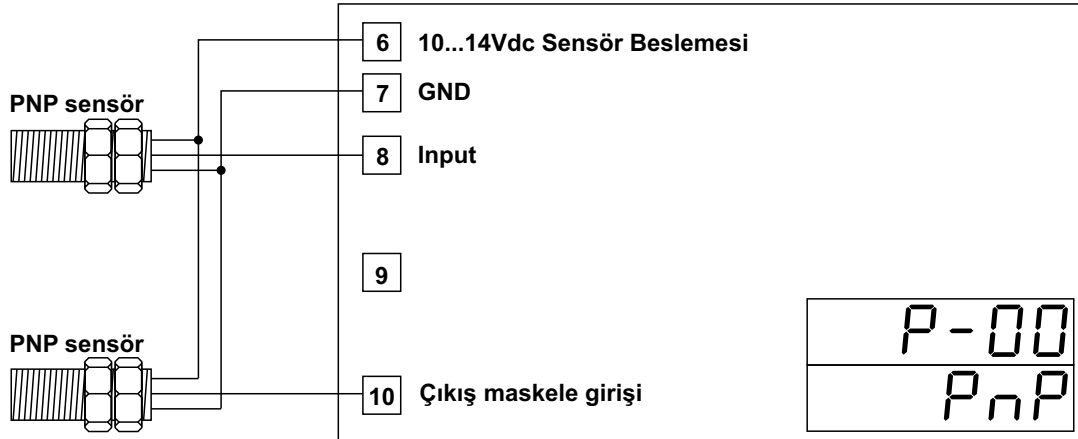 6 10...14Vdc Sensör Beslemesi
7 GND
PNP sensör
8 Input
9
PNP sensör
10 Çıkış maskele girişi
P-00
PnP